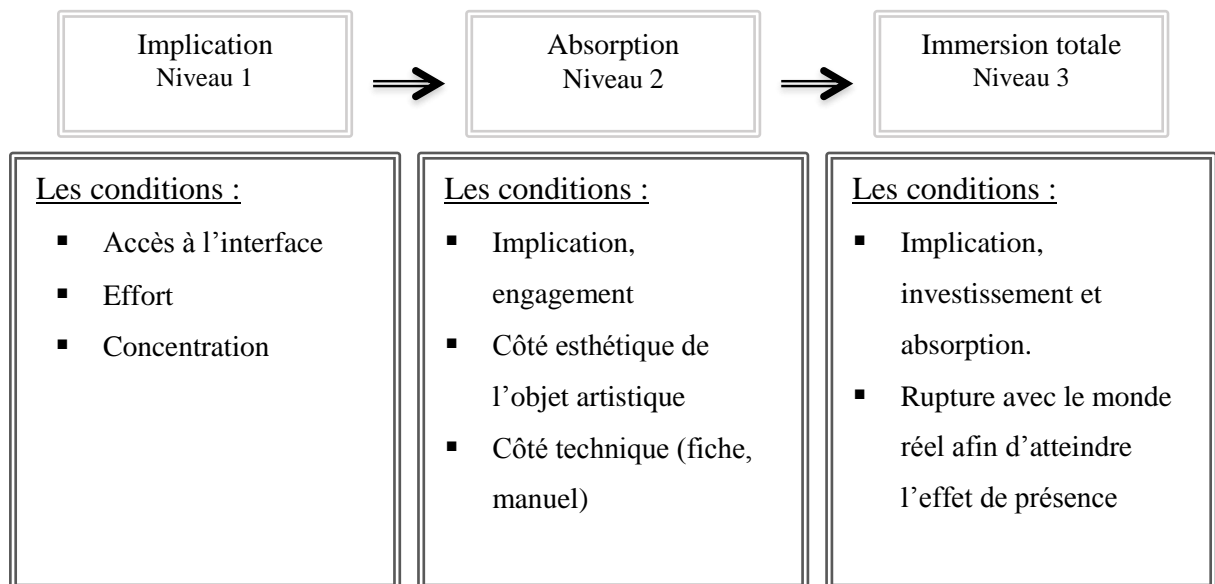 Implication
Niveau 1
Absorption
Niveau 2
Immersion totale
Niveau 3
Les conditions :
▪ Accès à l’interface
▪ Effort
▪ Concentration
Les conditions :
▪ Implication,
engagement
▪ Côté esthétique de
l’objet artistique
▪ Côté technique (fiche,
manuel)
Les conditions :
▪ Implication,
investissement et
absorption.
▪ Rupture avec le monde
réel afin d’atteindre
l’effet de présence